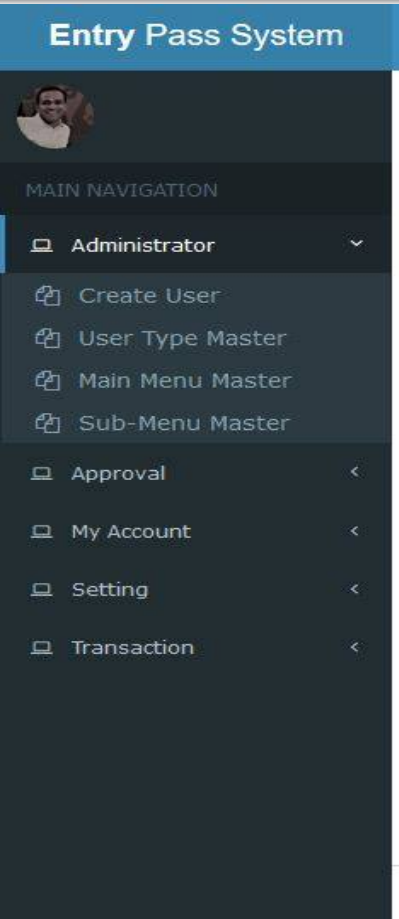 Entry Pass System
MAIN NAVIGATION
Administrator
Create User
User Type Master
Main Menu Master
Sub-Menu Master
Approval
My Account
Setting
Transaction